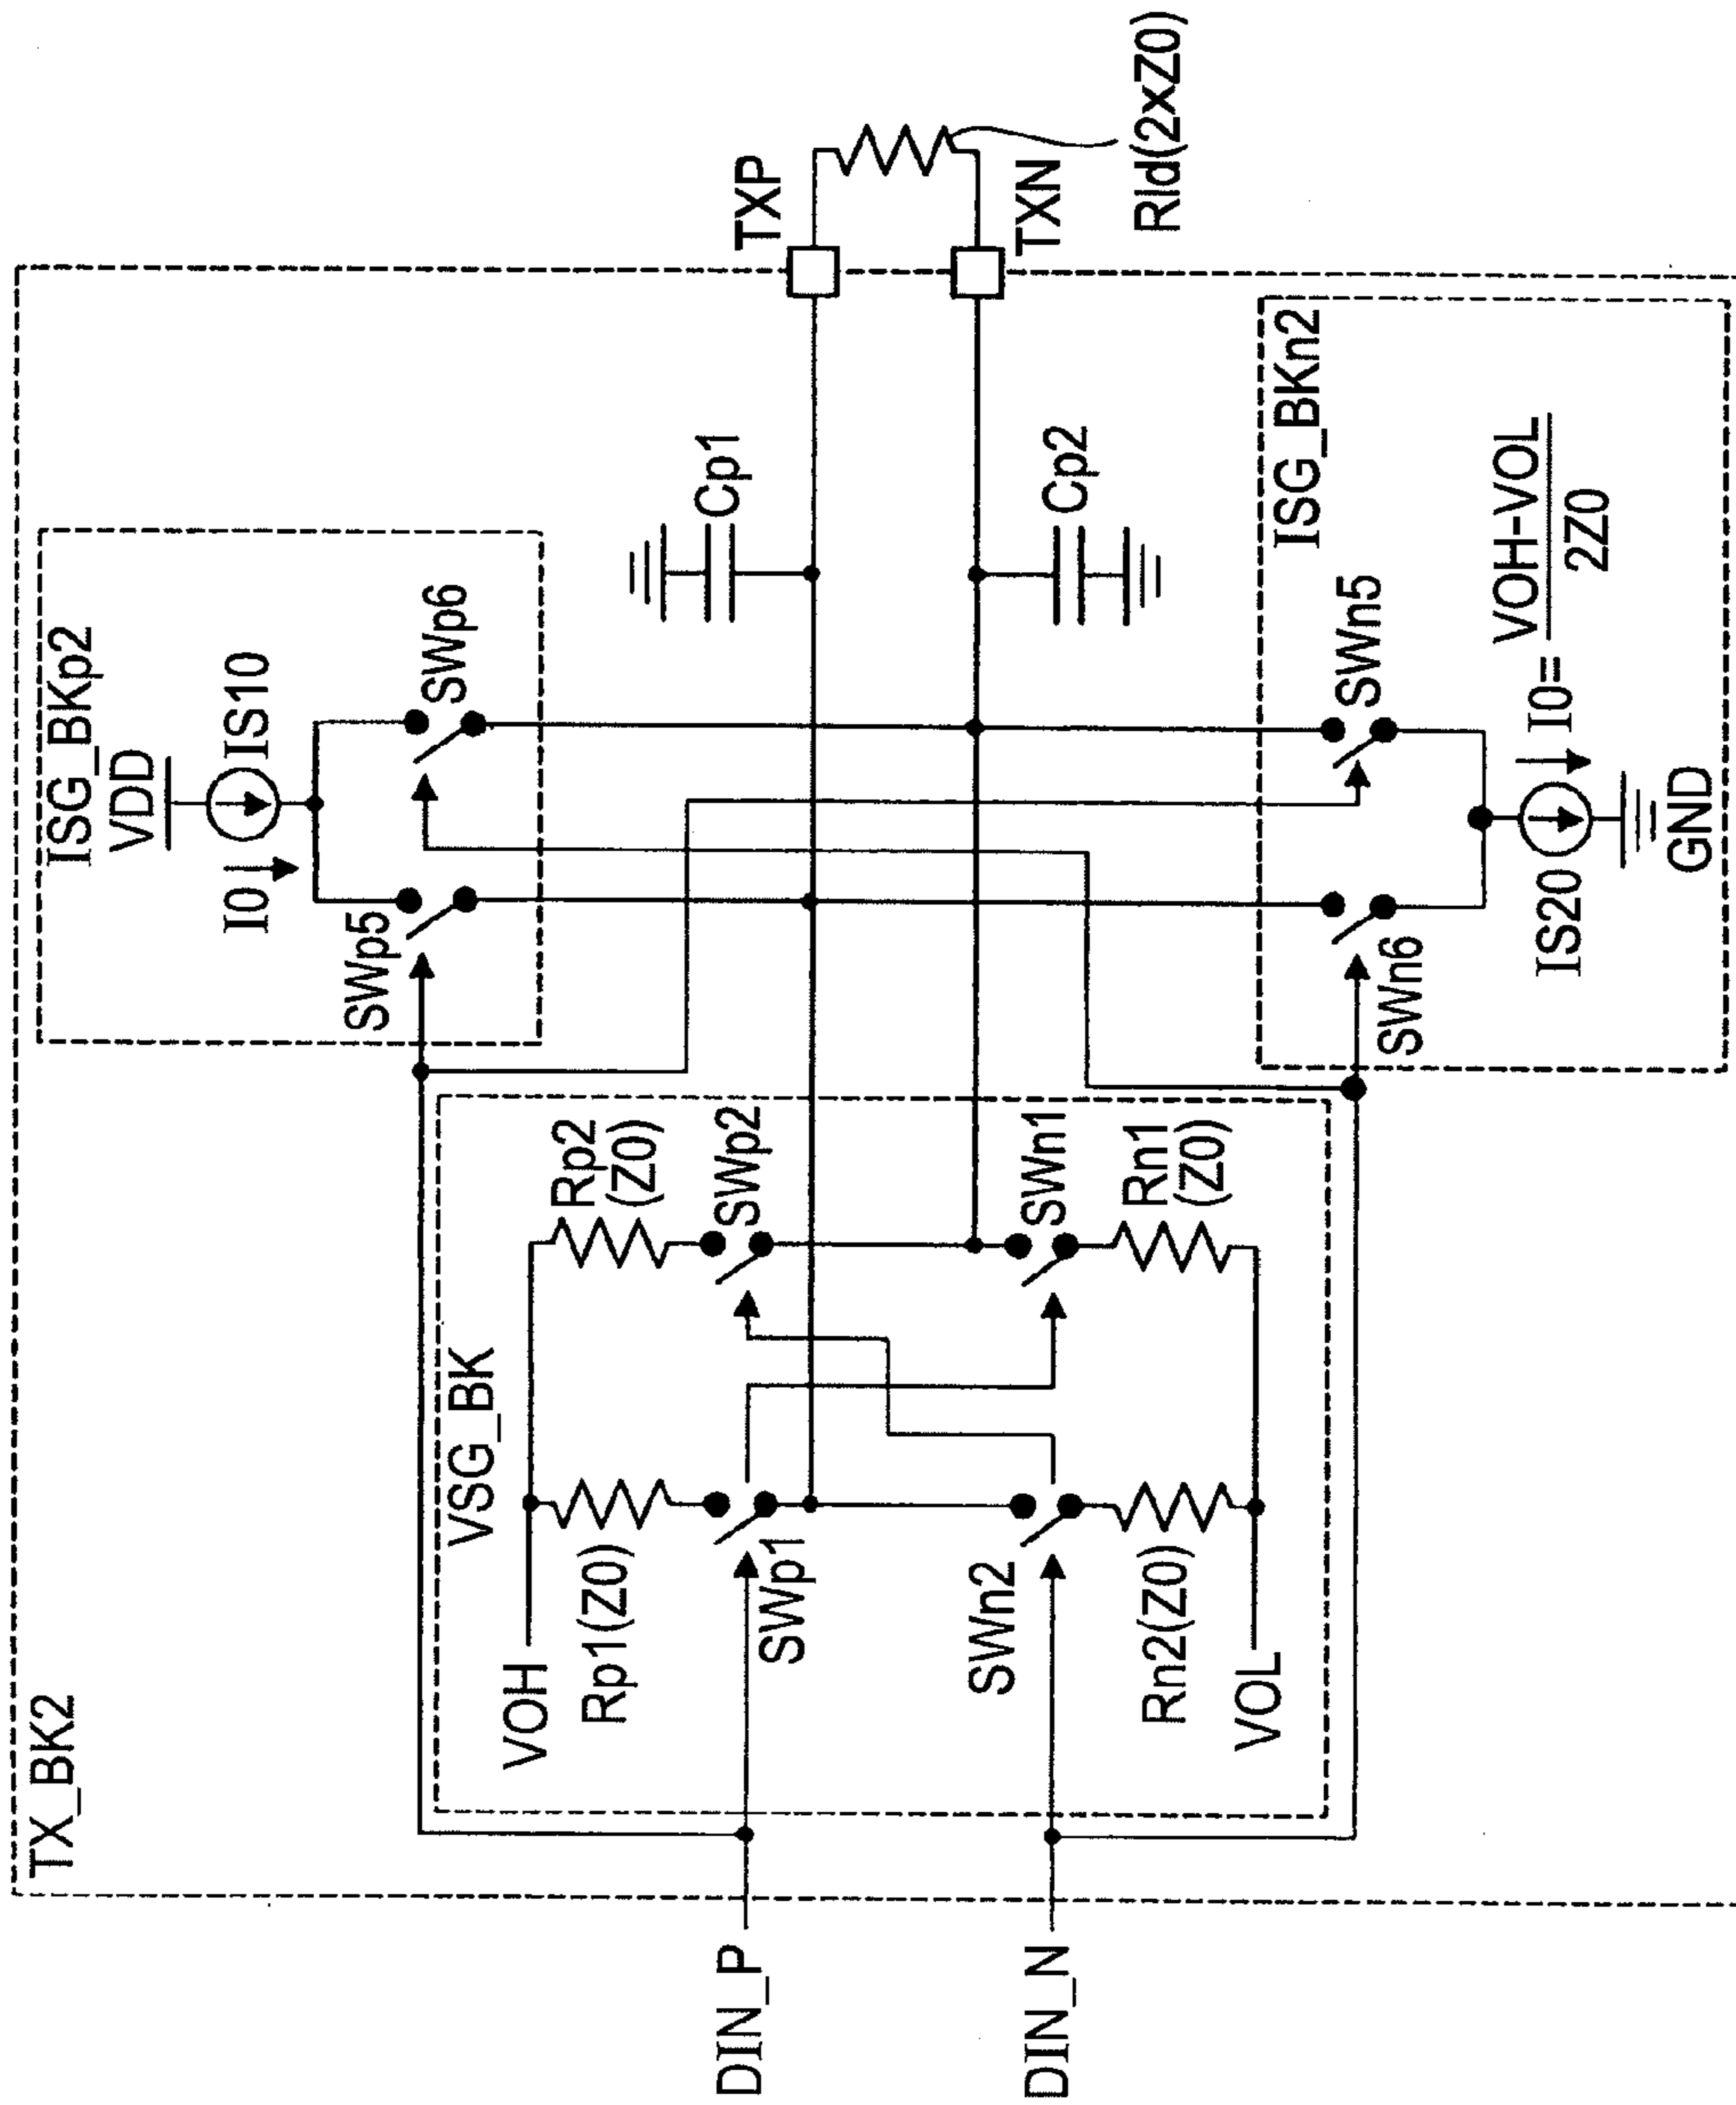 TX_BK2
ISG_BKp2
VDD
I0
IS10
SWp5
SWp6
VSG_BK
VOH
Rp1(Z0)
Rp2
(Z0)
SWp1
SWp2
DIN_P
DIN_N
SWn2
SWn1
Rn2(Z0)
Rn1
(Z0)
VOL
Cp1
Cp2
TXP
TXN
Rld(2xZ0)
ISG_BKn2
SWn6
SWn5
IS20
I0=
VOH-VOL
2Z0
GND